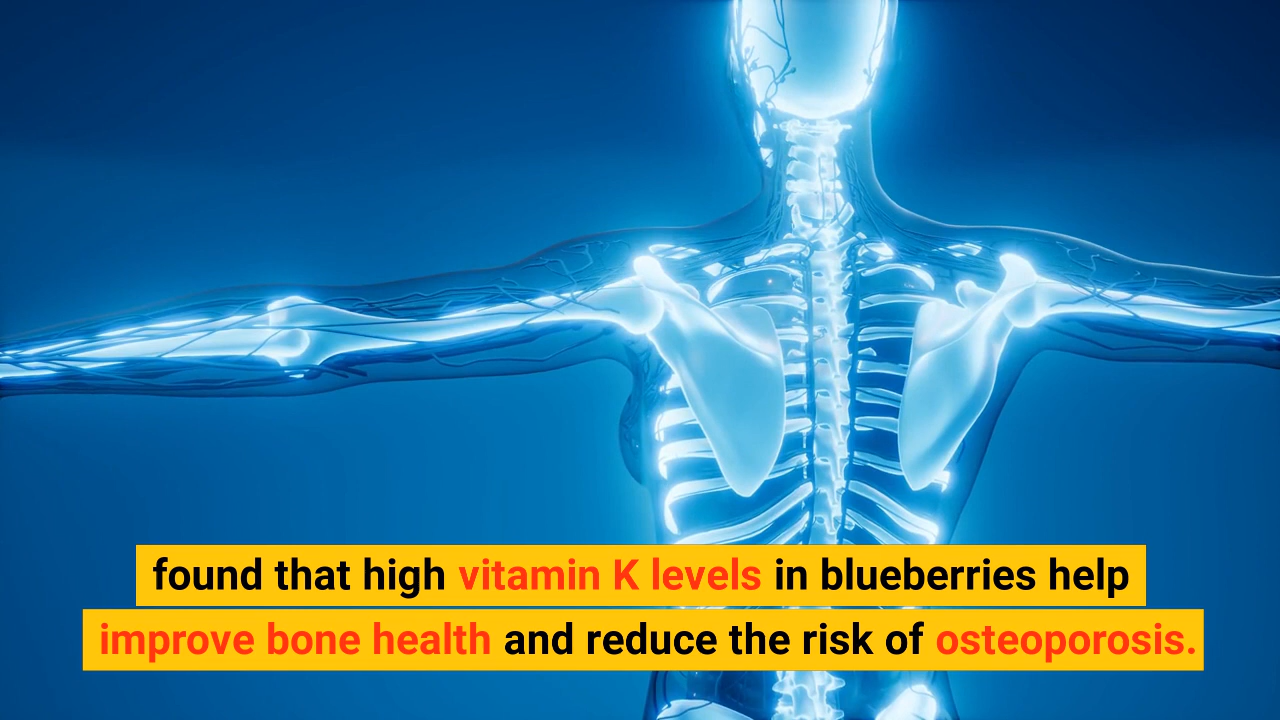 found that high vitamin K levels in blueberries help
improve bone health and reduce the risk of osteoporosis.